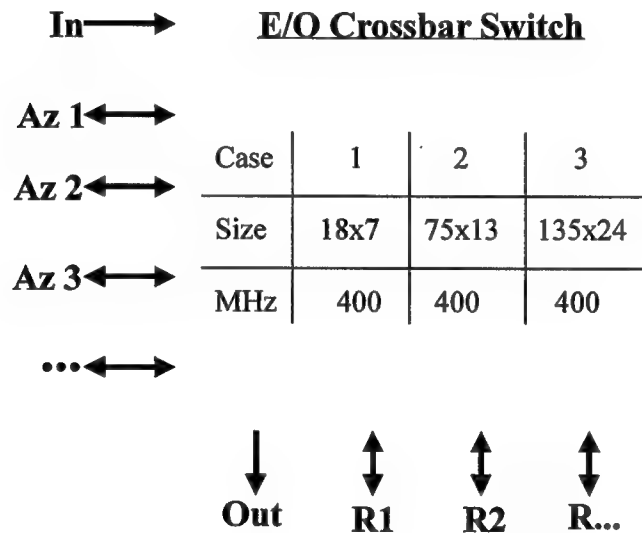 In E/O Crossbar Switch
Az 1
Case 1 2 3
Az 2
Size 18x7 75x13 135x24
Az 3
MHz 400 400 400
...
Out R1 R2 R...